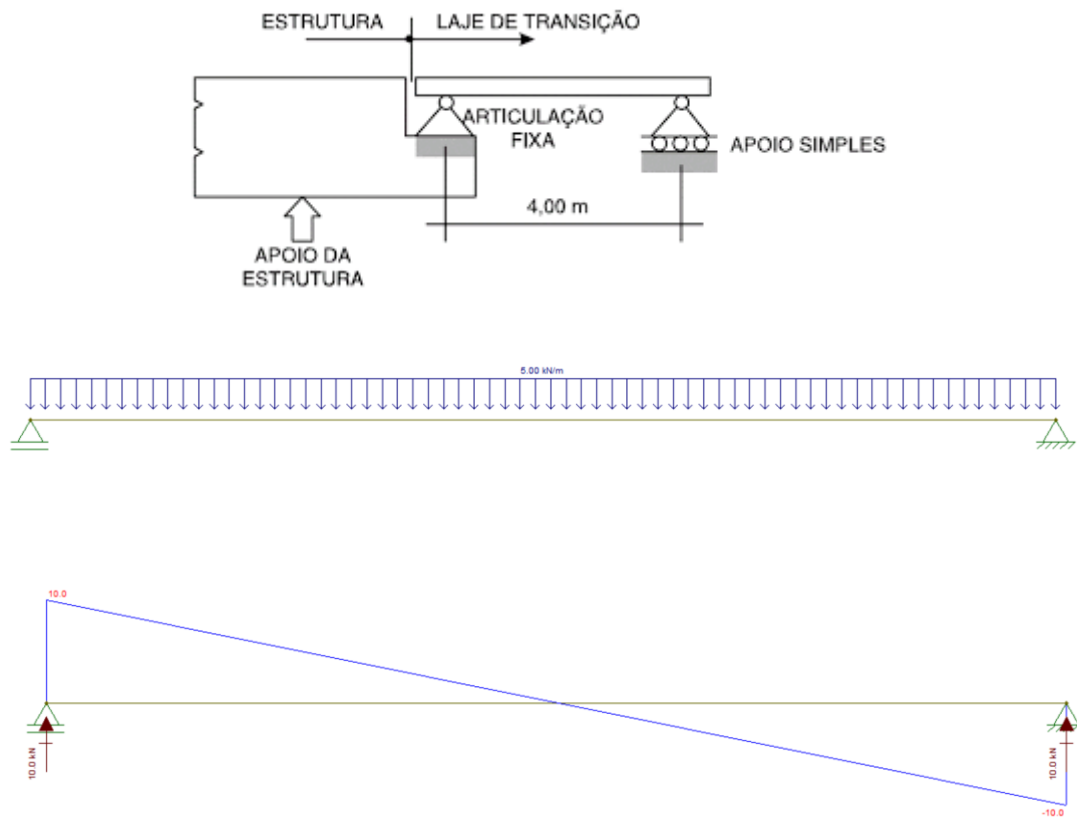 ESTRUTURA
LAJE DE TRANSIÇÃO
ARTICULAÇÃO
FIXA
APOIO SIMPLES
4,00 m
APOIO DA
ESTRUTURA
5.00 kN/m
10.0
10.0 kN
10.0 kN
-10.0